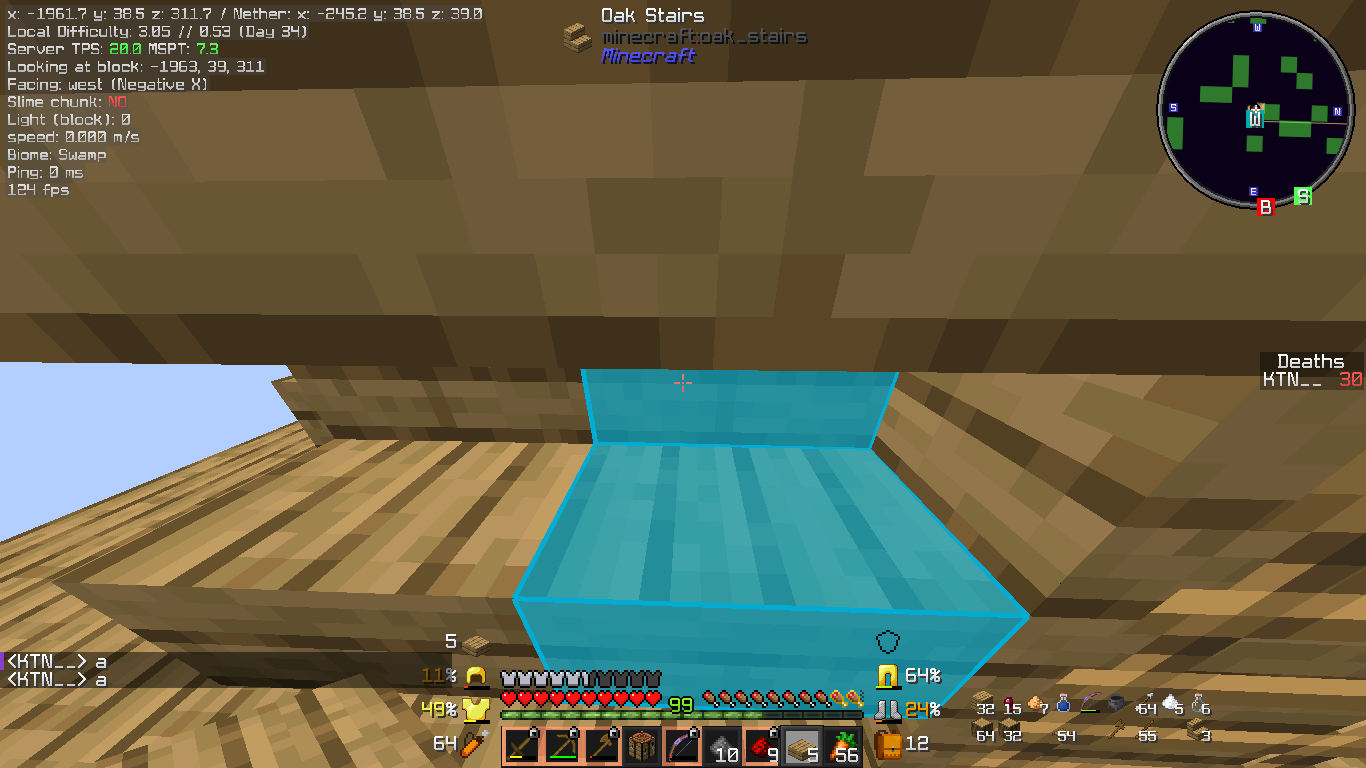 x: -1961.7 y: 38.5 z: 311.7 / Nether: x: -245.2 y: 38.5 z: 39.0
Local Difficulty: 3.05 // 0.53 (Day 34)
Server TPS: 20.0 MSPT: 7.3
Looking at block: -1963, 39, 311
Facing: west (Negative X)
Slime chunk: NO
Light (block): 0
speed: 0.000 m/s
Biome: Swamp
Ping: 0 ms
124 fps
Oak Stairs
minecraft:oak_stairs
Minecraft
W
S
N
W
E
B
S
Deaths
KTN__ 30
<KTN__> a
<KTN__> a
5
11%
49%
64
99
64%
24%
12
10
9
5
56
32 15 7 64 5 6
64 32 54 55 3